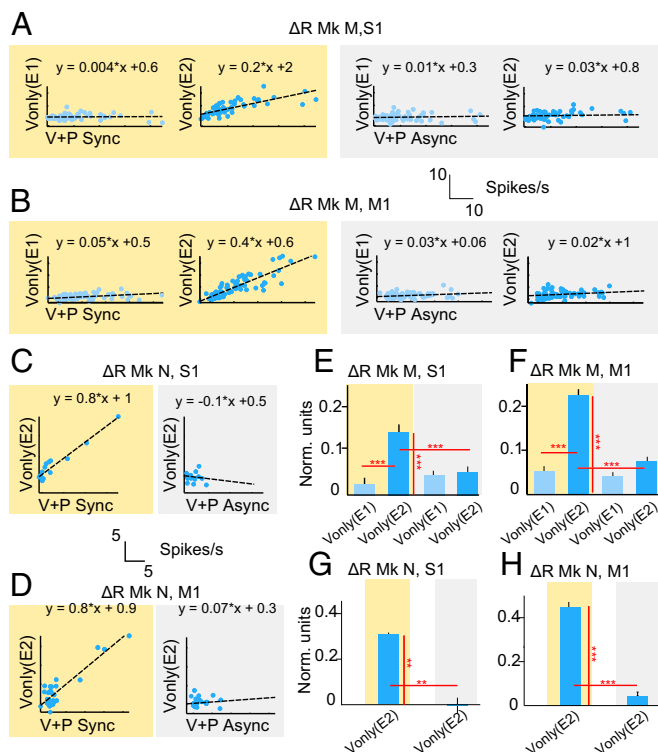 A
ΔR Mk M,S1
y = 0.004*x +0.6
y = 0.2*x +2
y = 0.01*x +0.3
y = 0.03*x +0.8
Vonly(E1)
Vonly(E2)
Vonly(E1)
Vonly(E2)
V+P Sync
V+P Async
10
10
Spikes/s
B
ΔR Mk M, M1
y = 0.05*x +0.5
y = 0.4*x +0.6
y = 0.03*x +0.06
y = 0.02*x +1
Vonly(E1)
Vonly(E2)
Vonly(E1)
Vonly(E2)
V+P Sync
V+P Async
C
ΔR Mk N, S1
y = 0.8*x + 1
y = -0.1*x +0.5
Vonly(E2)
Vonly(E2)
V+P Sync
V+P Async
5
5
Spikes/s
D
ΔR Mk N, M1
y = 0.8*x + 0.9
y = 0.07*x + 0.3
Vonly(E2)
Vonly(E2)
V+P Sync
V+P Async
E
ΔR Mk M, S1
Norm. units
0.2
0.1
0
***
***
***
Vonly(E1)
Vonly(E2)
Vonly(E1)
Vonly(E2)
F
ΔR Mk M, M1
0.2
0.1
0
***
***
***
Vonly(E1)
Vonly(E2)
Vonly(E1)
Vonly(E2)
G
ΔR Mk N, S1
Norm. units
0.4
0.2
0
**
**
Vonly(E2)
Vonly(E2)
H
ΔR Mk N, M1
0.4
0.2
0
***
***
Vonly(E2)
Vonly(E2)